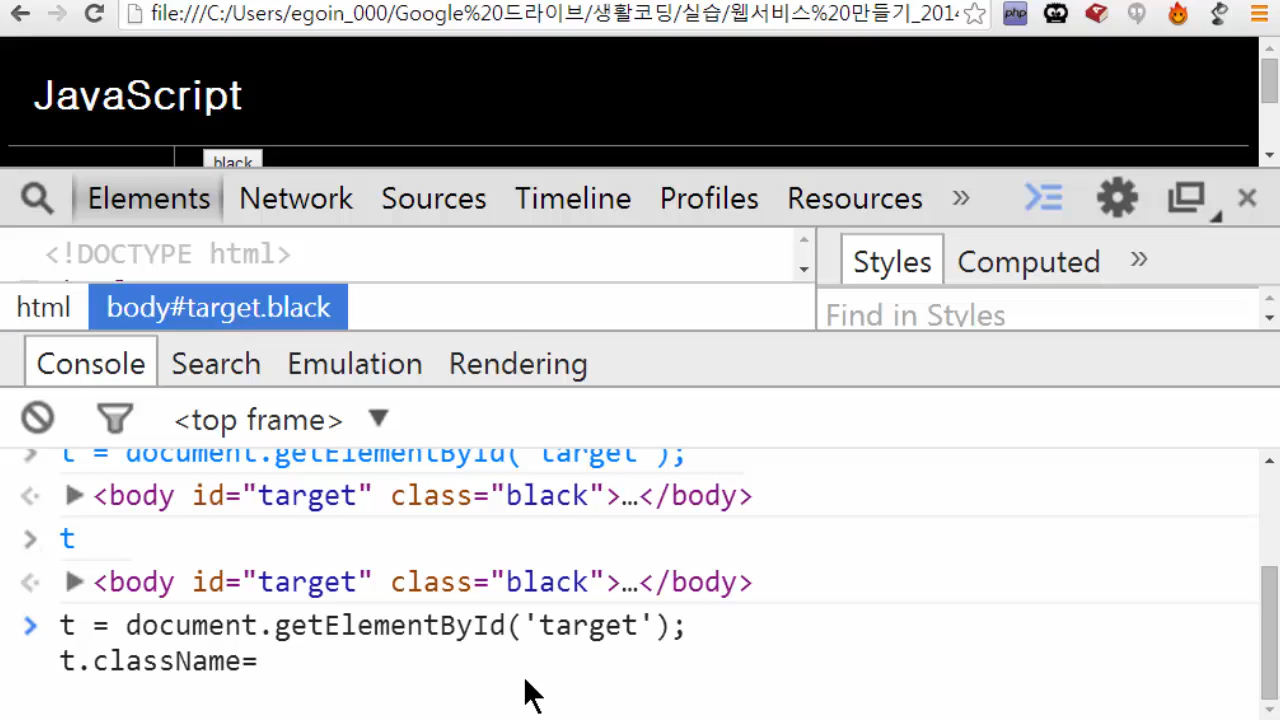 file:///C:/Users/egoin_000/Google%20드라이브/생활코딩/실습/웹서비스%20만들기_2014
php
JavaScript
black
Elements Network Sources Timeline Profiles Resources »
<!DOCTYPE html>
Styles Computed »
html body#target.black
Find in Styles
Console Search Emulation Rendering
<top frame> ▼
t = document.getElementById('target');
<body id="target" class="black">…</body>
t
<body id="target" class="black">…</body>
t = document.getElementById('target');
t.className=